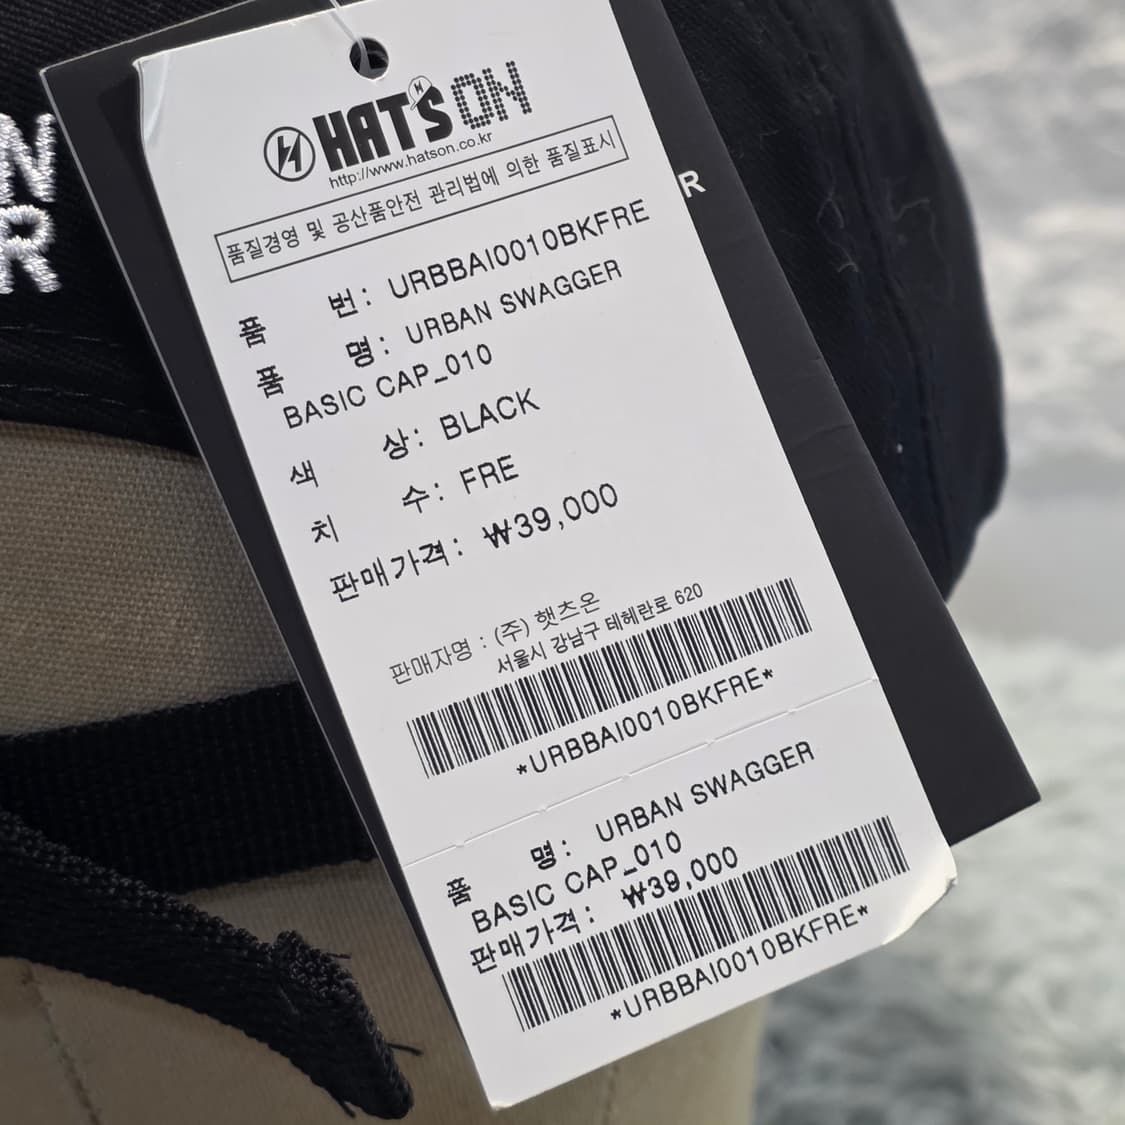 N
R
R
HAT'S ON
http://www.hatson.co.kr
품질경영 및 공산품안전 관리법에 의한 품질표시
품 번 : URBBAI0010BKFRE
품 명 : URBAN SWAGGER
BASIC CAP_010
색 상 : BLACK
치 수 : FRE
판매가격 : ₩39,000
판매자명 : (주) 햇츠온
서울시 강남구 테헤란로 620
*URBBAI0010BKFRE*
품 명 : URBAN SWAGGER
BASIC CAP_010
판매가격 : ₩39,000
*URBBAI0010BKFRE*